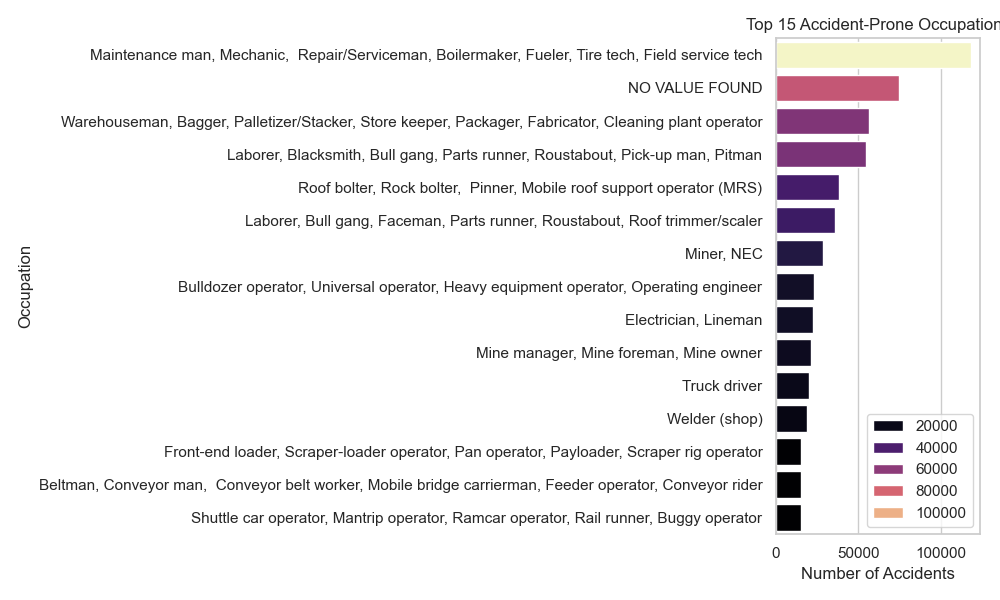 Top 15 Accident-Prone Occupation
Maintenance man, Mechanic,  Repair/Serviceman, Boilermaker, Fueler, Tire tech, Field service tech
NO VALUE FOUND
Warehouseman, Bagger, Palletizer/Stacker, Store keeper, Packager, Fabricator, Cleaning plant operator
Laborer, Blacksmith, Bull gang, Parts runner, Roustabout, Pick-up man, Pitman
Roof bolter, Rock bolter,  Pinner, Mobile roof support operator (MRS)
Laborer, Bull gang, Faceman, Parts runner, Roustabout, Roof trimmer/scaler
Miner, NEC
Bulldozer operator, Universal operator, Heavy equipment operator, Operating engineer
Electrician, Lineman
Mine manager, Mine foreman, Mine owner
Truck driver
Welder (shop)
Front-end loader, Scraper-loader operator, Pan operator, Payloader, Scraper rig operator
Beltman, Conveyor man,  Conveyor belt worker, Mobile bridge carrierman, Feeder operator, Conveyor rider
Shuttle car operator, Mantrip operator, Ramcar operator, Rail runner, Buggy operator
Occupation
20000
40000
60000
80000
100000
0 50000 100000
Number of Accidents